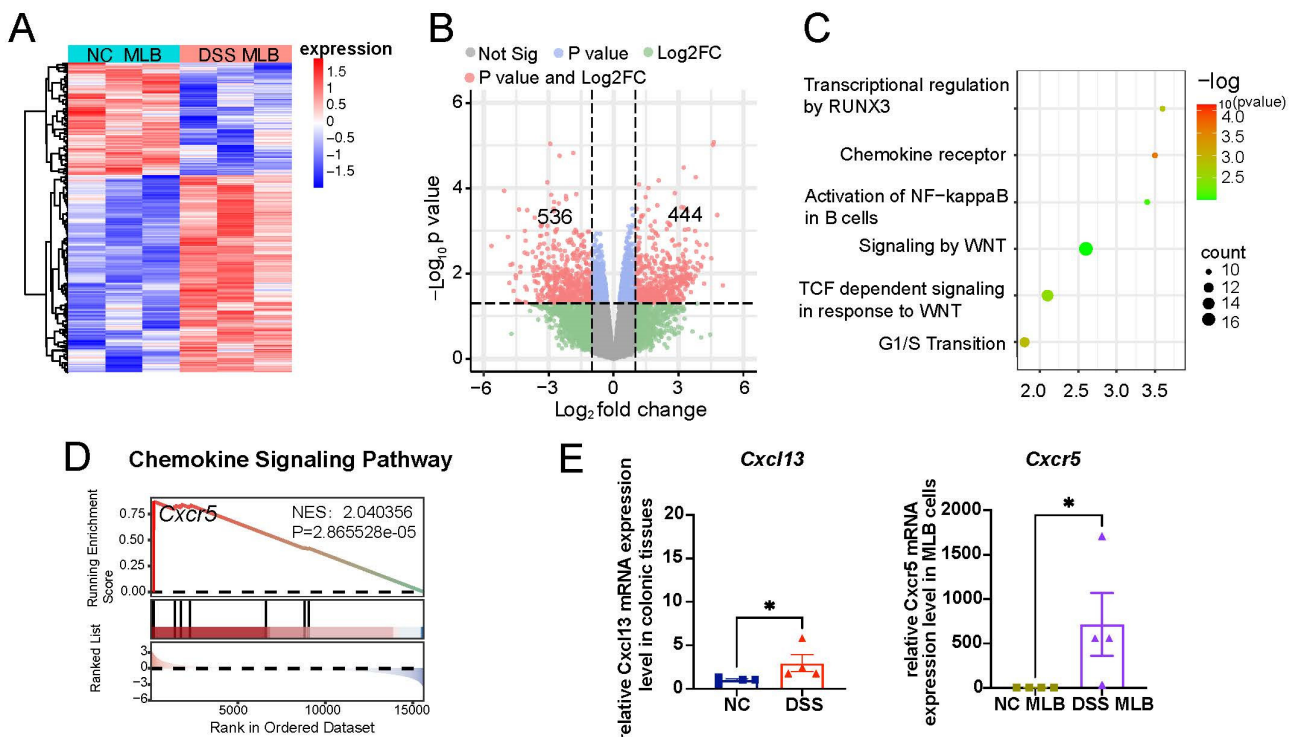 A
NC MLB
DSS MLB
expression
1.5
1
0.5
0
−0.5
−1
−1.5
B
Not Sig
P value
Log2FC
P value and Log2FC
−Log10 p value
6
4
2
0
536
444
−6
−3
0
3
6
Log2 fold change
C
Transcriptional regulation
by RUNX3
Chemokine receptor
Activation of NF−kappaB
in B cells
Signaling by WNT
TCF dependent signaling
in response to WNT
G1/S Transition
2.0
2.5
3.0
3.5
−log
10(pvalue)
4.0
3.5
3.0
2.5
count
10
12
14
16
D
Chemokine Signaling Pathway
Running Enrichment
Score
0.75
0.50
0.25
0.00
Cxcr5
NES: 2.040356
P=2.865528e-05
Ranked List
3
0
−3
−6
5000
10000
15000
Rank in Ordered Dataset
E
Cxcl13
relative Cxcl13 mRNA expression
level in colonic tissues
20
15
10
5
0
*
NC
DSS
Cxcr5
relative Cxcr5 mRNA
expression level in MLB cells
2000
1500
1000
500
0
*
NC MLB
DSS MLB